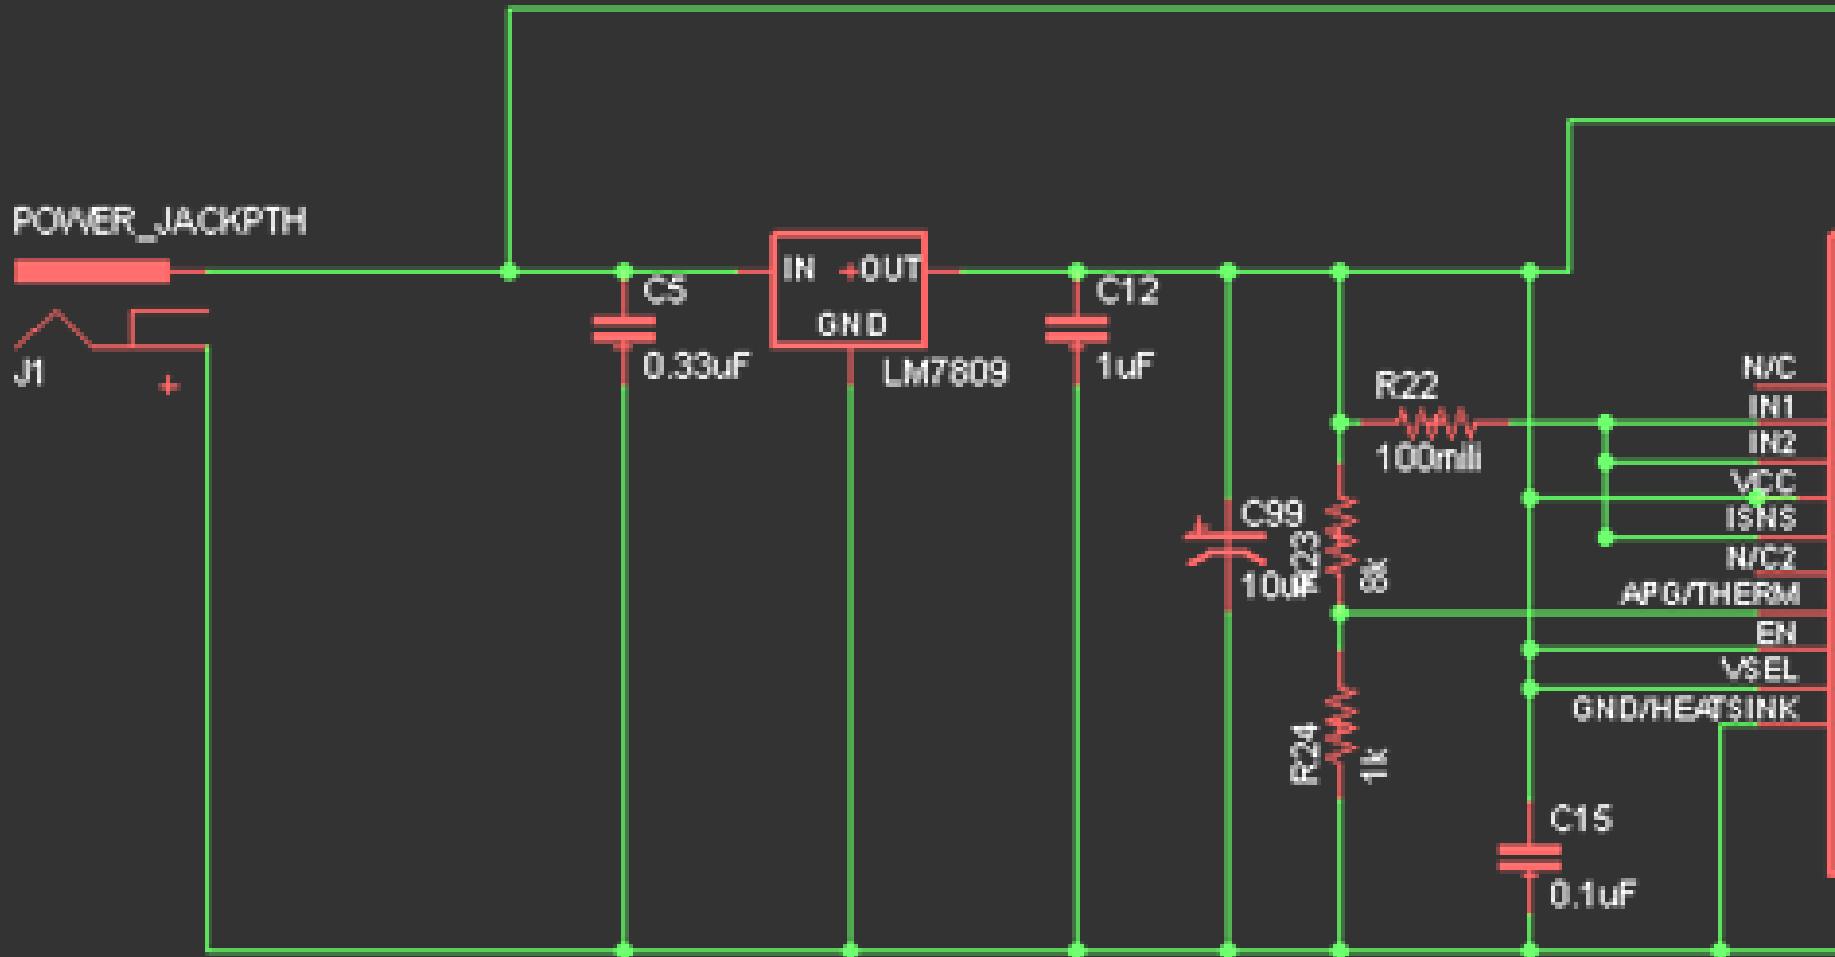 POWER_JACKPTH
J1
+
C5
0.33uF
IN +OUT
GND
LM7809
C12
1uF
C99
10uF
R22
100mili
R23
8k
R24
1k
C15
0.1uF
N/C
IN1
IN2
VCC
ISNS
N/C2
APG/THERM
EN
VSEL
GND/HEATSINK